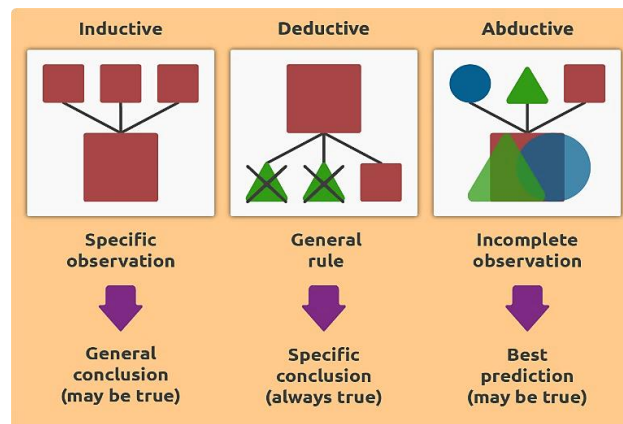 Inductive
Deductive
Abductive
Specific
observation
General
conclusion
(may be true)
General
rule
Specific
conclusion
(always true)
Incomplete
observation
Best
prediction
(may be true)